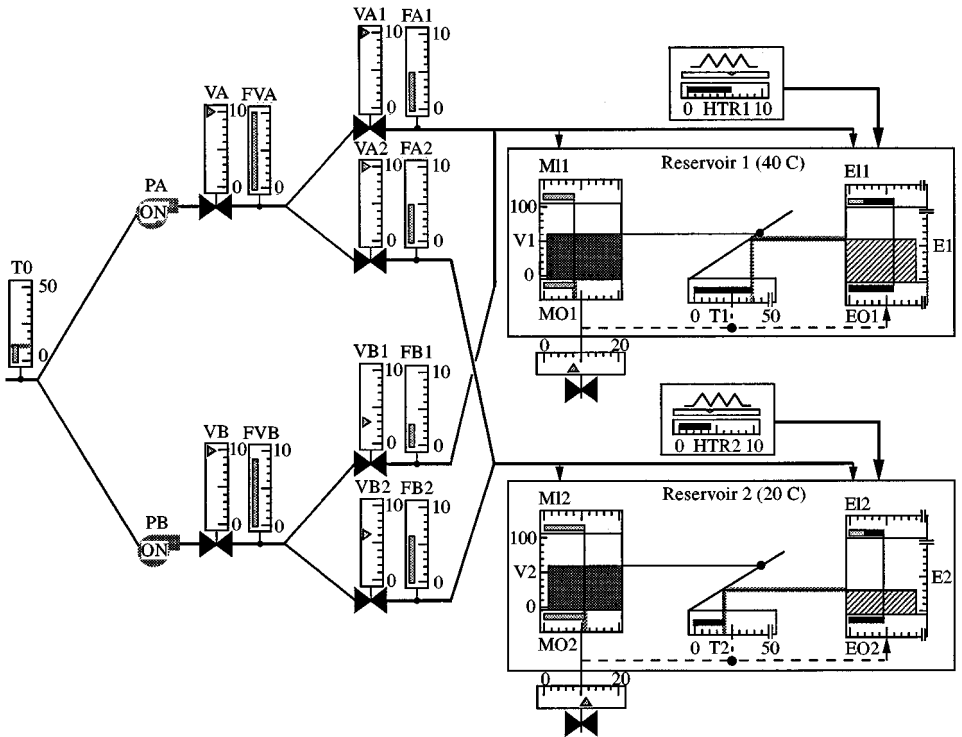 VA1 FA1
10 10
0 0
VA FVA
10 10
0 0
VA2 FA2
10 10
0 0
PA
ON
T0
50
0
VB1 FB1
10 10
0 0
VB FVB
10 10
0 0
VB2 FB2
10 10
0 0
PB
ON
0 HTR1 10
Reservoir 1 (40 C)
MI1
EI1
100
V1
0
E1
MO1
0 T1 50
EO1
0 20
0 HTR2 10
Reservoir 2 (20 C)
MI2
EI2
100
V2
0
E2
MO2
0 T2 50
EO2
0 20